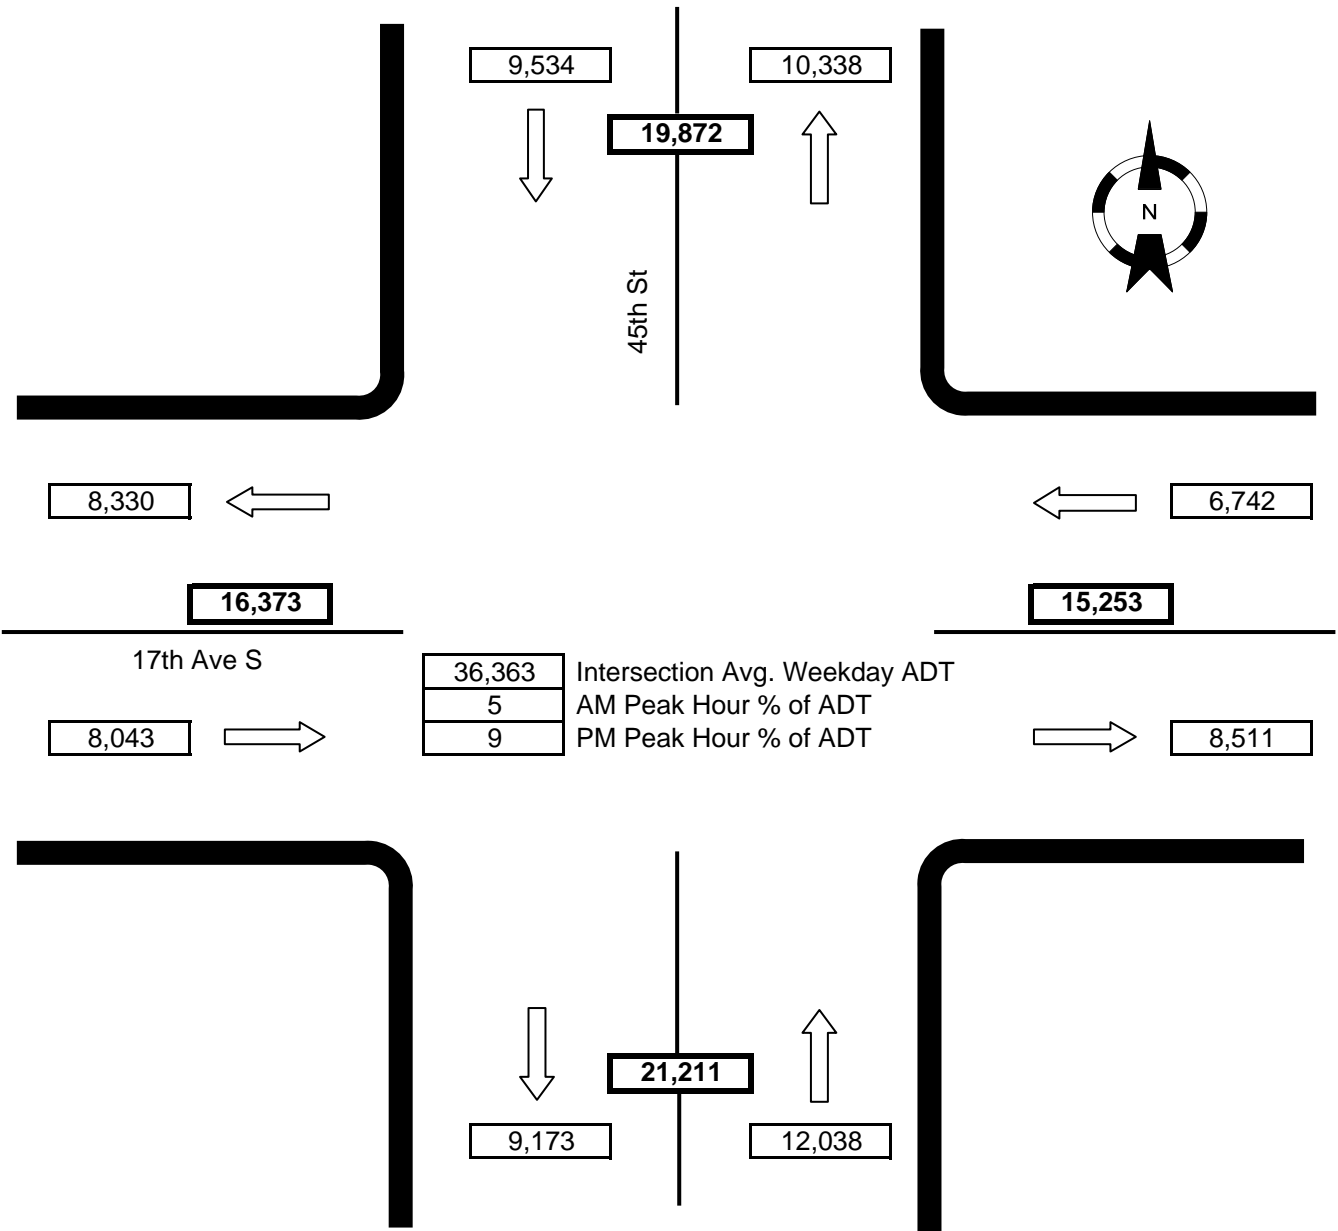 9,534
10,338
19,872
N
45th St
8,330
6,742
16,373
15,253
17th Ave S
36,363 Intersection Avg. Weekday ADT
5 AM Peak Hour % of ADT
9 PM Peak Hour % of ADT
8,043
8,511
21,211
9,173
12,038